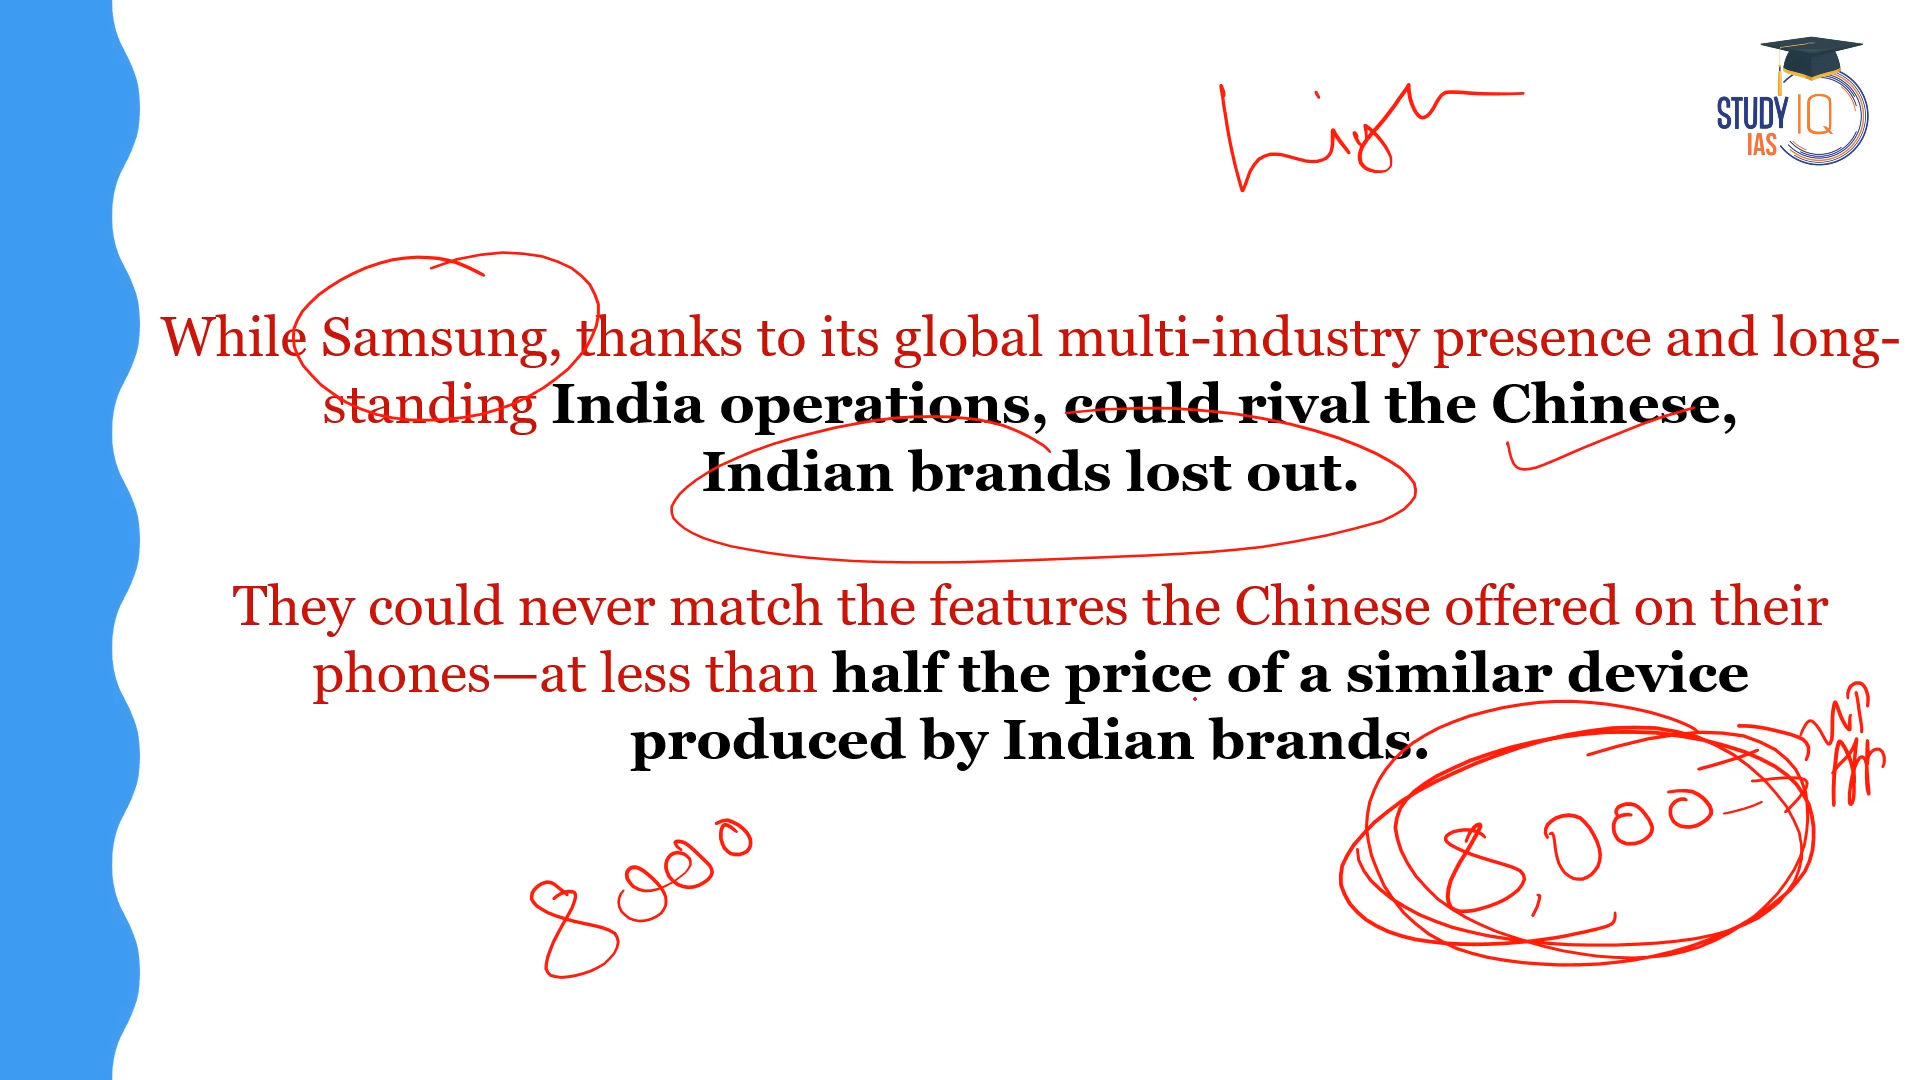 STUDY IQ
IAS
While Samsung, thanks to its global multi-industry presence and long-
standing India operations, could rival the Chinese,
Indian brands lost out.
They could never match the features the Chinese offered on their
phones—at less than half the price of a similar device
produced by Indian brands.
8,000
8000